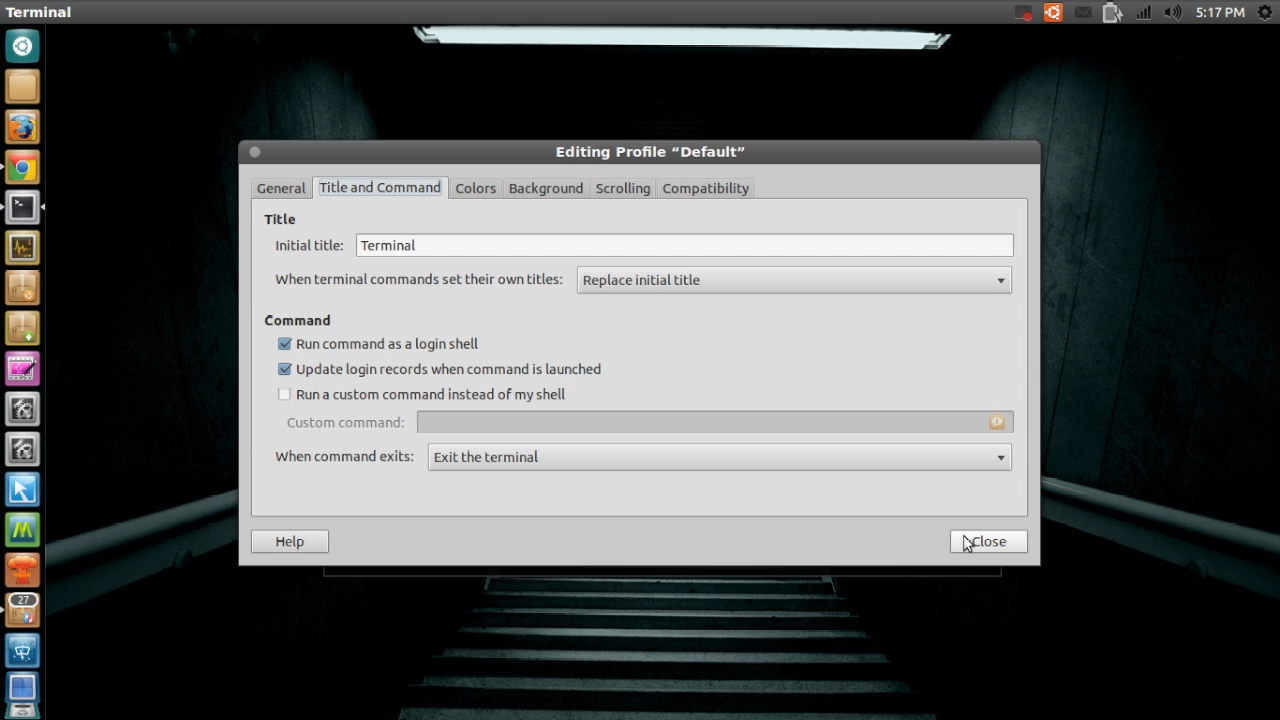 Terminal
5:17 PM
Editing Profile “Default”
General Title and Command Colors Background Scrolling Compatibility
Title
Initial title: Terminal
When terminal commands set their own titles: Replace initial title
Command
Run command as a login shell
Update login records when command is launched
Run a custom command instead of my shell
Custom command:
When command exits: Exit the terminal
Help Close
27